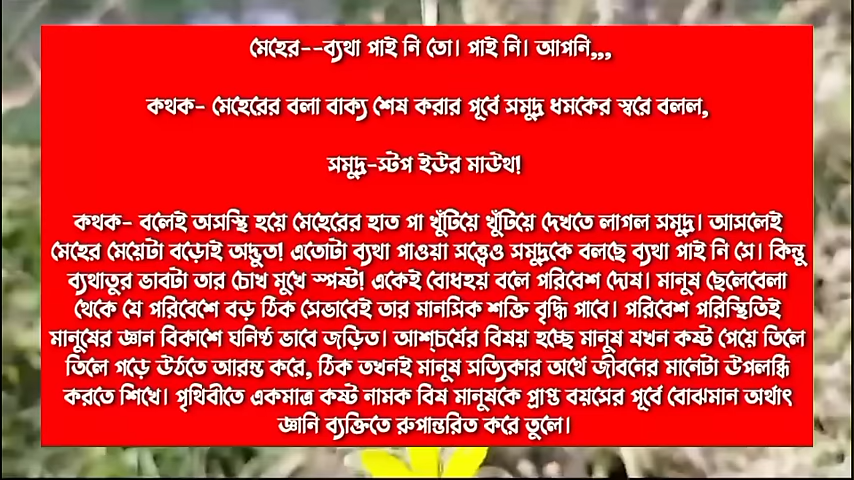 মেহের--ব্যথা পাই নি তো। পাই নি। আপনি,,,
কথক- মেহেরের বলা বাক্য শেষ করার পূর্বে সমুদ্র ধমকের স্বরে বলল,
সমুদ্র-স্টপ ইউর মাউথ!
কথক- বলেই অসস্থি হয়ে মেহেরের হাত পা খুঁটিয়ে খুঁটিয়ে দেখতে লাগল সমুদ্র। আসলেই
মেহের মেয়েটা বড়োই অদ্ভুত! এতোটা ব্যথা পাওয়া সত্ত্বেও সমুদ্রকে বলছে ব্যথা পাই নি সে। কিন্তু
ব্যথাতুর ভাবটা তার চোখ মুখে স্পষ্ট! একেই বোধহয় বলে পরিবেশ দোষ। মানুষ ছেলেবেলা
থেকে যে পরিবেশে বড় ঠিক সেভাবেই তার মানসিক শক্তি বৃদ্ধি পাবে। পরিবেশ পরিস্থিতিই
মানুষের জ্ঞান বিকাশে ঘনিষ্ঠ ভাবে জড়িত। আশ্চর্যের বিষয় হচ্ছে মানুষ যখন কষ্ট পেয়ে তিলে
তিলে গড়ে উঠতে আরম্ভ করে, ঠিক তখনই মানুষ সত্যিকার অর্থে জীবনের মানেটা উপলব্ধি
করতে শিখে। পৃথিবীতে একমাত্র কষ্ট নামক বিষ মানুষকে প্রাপ্ত বয়সের পূর্বে বোঝমান অর্থাৎ
জ্ঞানি ব্যক্তিতে রুপান্তরিত করে তুলে।